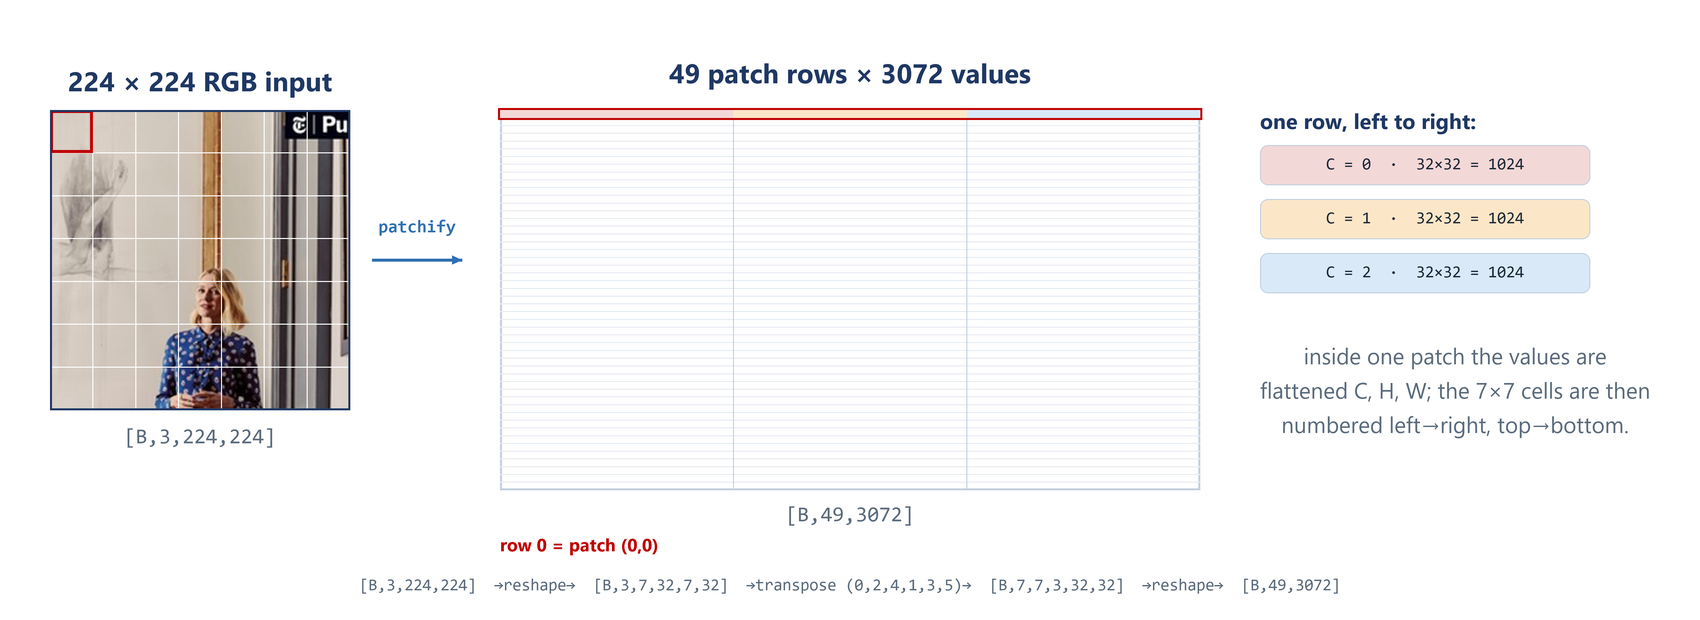 224 × 224 RGB input
49 patch rows × 3072 values
Pu
patchify
[B,3,224,224]
[B,49,3072]
row 0 = patch (0,0)
one row, left to right:
C = 0 · 32×32 = 1024
C = 1 · 32×32 = 1024
C = 2 · 32×32 = 1024
inside one patch the values are
flattened C, H, W; the 7×7 cells are then
numbered left→right, top→bottom.
[B,3,224,224] →reshape→ [B,3,7,32,7,32] →transpose (0,2,4,1,3,5)→ [B,7,7,3,32,32] →reshape→ [B,49,3072]